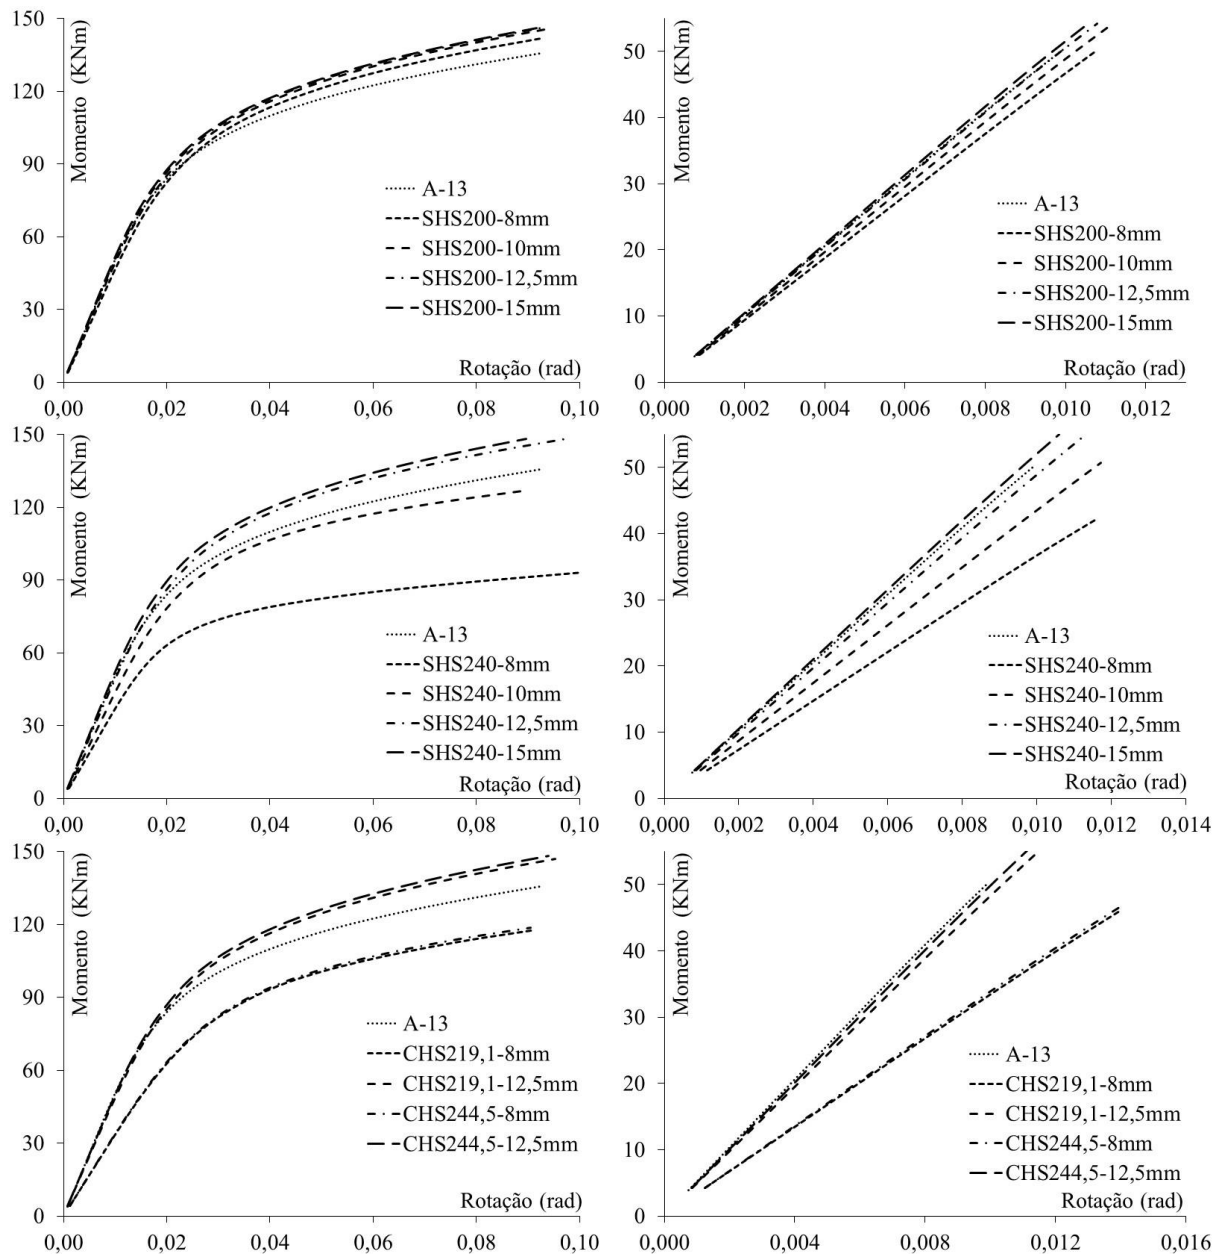 150
120
90
60
30
0
Momento (KNm)
A-13
SHS200-8mm
SHS200-10mm
SHS200-12,5mm
SHS200-15mm
Rotação (rad)
0,00 0,02 0,04 0,06 0,08 0,10
50
40
30
20
10
0
Momento (KNm)
A-13
SHS200-8mm
SHS200-10mm
SHS200-12,5mm
SHS200-15mm
Rotação (rad)
0,000 0,002 0,004 0,006 0,008 0,010 0,012
150
120
90
60
30
0
Momento (KNm)
A-13
SHS240-8mm
SHS240-10mm
SHS240-12,5mm
SHS240-15mm
Rotação (rad)
0,00 0,02 0,04 0,06 0,08 0,10
50
40
30
20
10
0
Momento (KNm)
A-13
SHS240-8mm
SHS240-10mm
SHS240-12,5mm
SHS240-15mm
Rotação (rad)
0,000 0,002 0,004 0,006 0,008 0,010 0,012 0,014
150
120
90
60
30
0
Momento (KNm)
A-13
CHS219,1-8mm
CHS219,1-12,5mm
CHS244,5-8mm
CHS244,5-12,5mm
Rotação (rad)
0,00 0,02 0,04 0,06 0,08 0,10
50
40
30
20
10
0
Momento (KNm)
A-13
CHS219,1-8mm
CHS219,1-12,5mm
CHS244,5-8mm
CHS244,5-12,5mm
Rotação (rad)
0,000 0,004 0,008 0,012 0,016